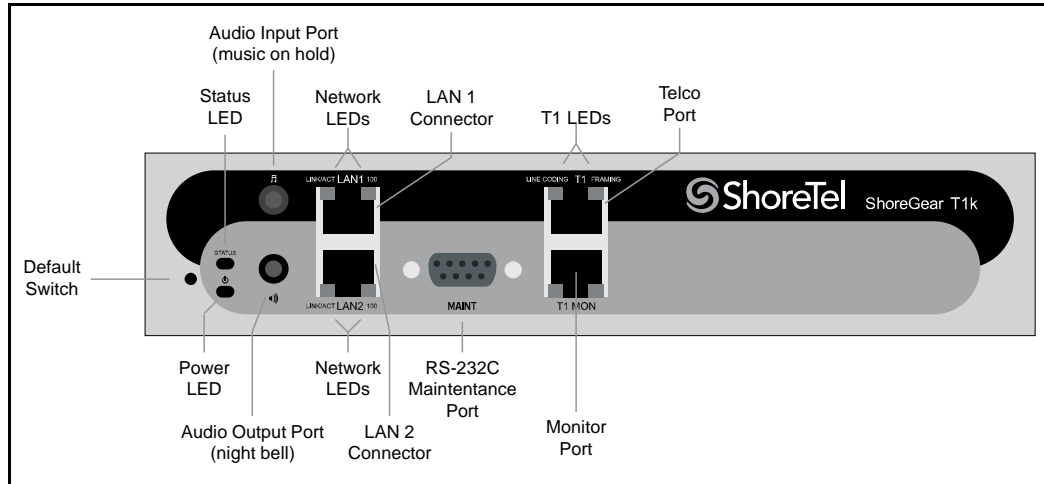 Audio Input Port
(music on hold)
Status
LED
Network
LEDs
LAN 1
Connector
T1 LEDs
Telco
Port
LINK/ACT LAN1 100
LINE CODING T1 FRAMING
ShoreTel
ShoreGear T1k
STATUS
Default
Switch
LINK/ACT LAN2 100
MAINT
T1 MON
Power
LED
Network
LEDs
RS-232C
Maintentance
Port
Audio Output Port
(night bell)
LAN 2
Connector
Monitor
Port